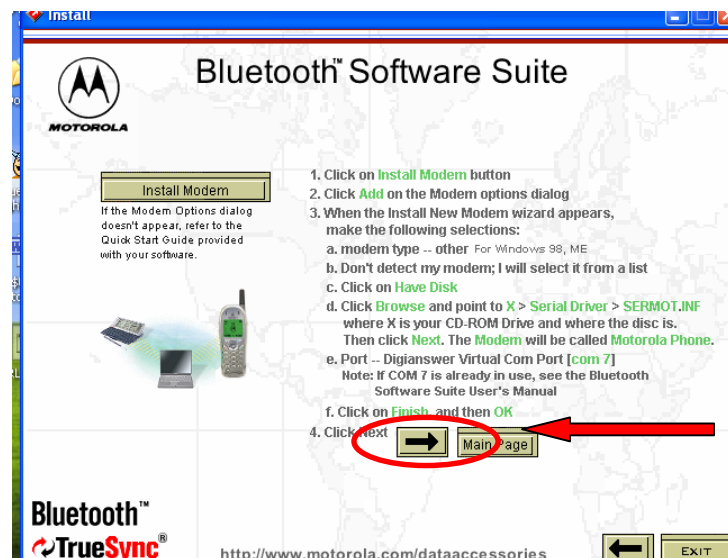 Install
Bluetooth™ Software Suite
MOTOROLA
Install Modem
If the Modem Options dialog
doesn't appear, refer to the
Quick Start Guide provided
with your software.
1. Click on Install Modem button
2. Click Add on the Modem options dialog
3. When the Install New Modem wizard appears,
make the following selections:
a. modem type -- other For Windows 98, ME
b. Don't detect my modem; I will select it from a list
c. Click on Have Disk
d. Click Browse and point to X > Serial Driver > SERMOT.INF
where X is your CD-ROM Drive and where the disc is.
Then click Next. The Modem will be called Motorola Phone.
e. Port -- Digianswer Virtual Com Port [com 7]
Note: If COM 7 is already in use, see the Bluetooth
Software Suite User's Manual
f. Click on Finish, and then OK
4. Click Next
Main Page
Bluetooth™
TrueSync®
http://www.motorola.com/dataaccessories
EXIT